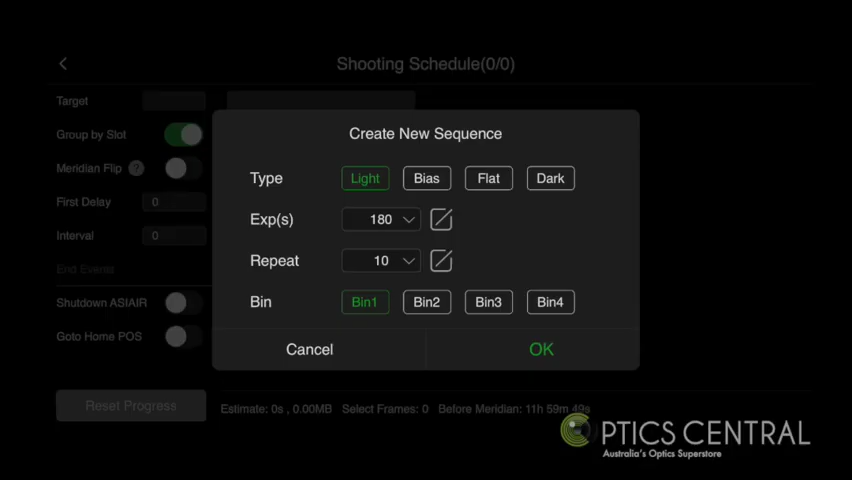 Shooting Schedule(0/0)
Target
Group by Slot
Meridian Flip ?
First Delay 0
Interval 0
End Events
Shutdown ASIAIR
Goto Home POS
Reset Progress
Create New Sequence
Type Light Bias Flat Dark
Exp(s) 180
Repeat 10
Bin Bin1 Bin2 Bin3 Bin4
Cancel OK
Estimate: 0s , 0.00MB Select Frames: 0 Before Meridian: 11h 59m 49s
OPTICS CENTRAL
Australia's Optics Superstore